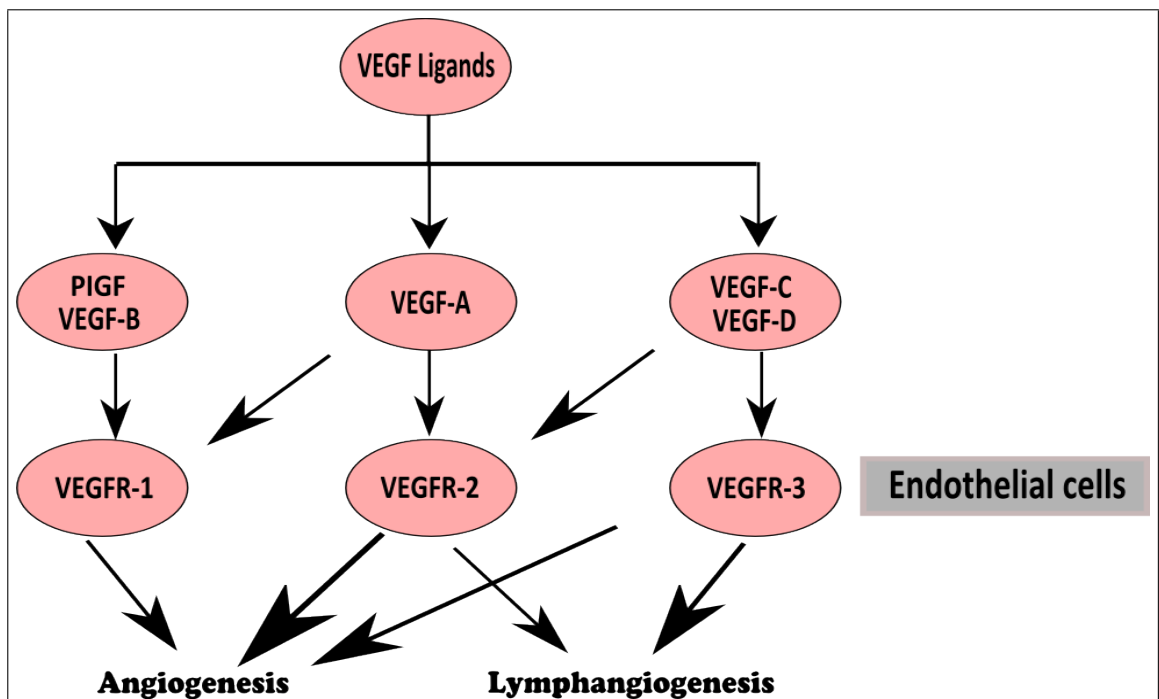 VEGF Ligands
PIGF
VEGF-B
VEGF-A
VEGF-C
VEGF-D
VEGFR-1
VEGFR-2
VEGFR-3
Endothelial cells
Angiogenesis
Lymphangiogenesis